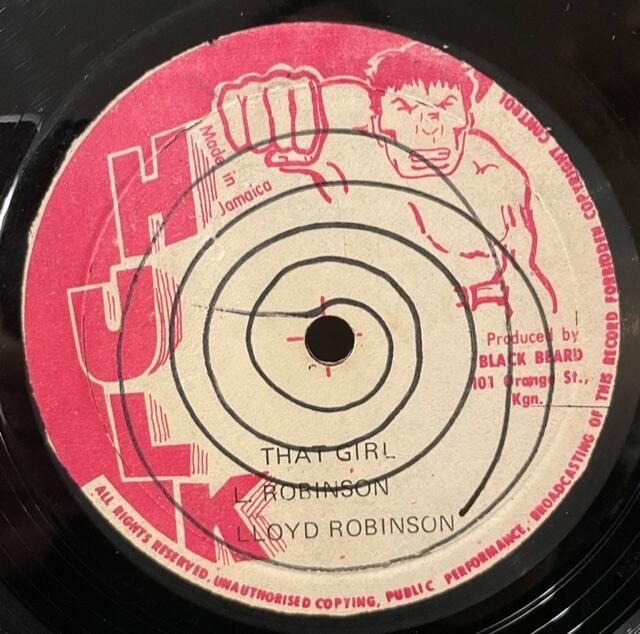 HULK
Made in
Jamaica
Produced by
BLACK BEARD
101 Orange St.,
Kgn.
THAT GIRL
L. ROBINSON
LLOYD ROBINSON
ALL RIGHTS RESERVED, UNAUTHORISED COPYING, PUBLIC PERFORMANCE, BROADCASTING OF THIS RECORD FORBIDDEN COPYRIGHT CONTROL